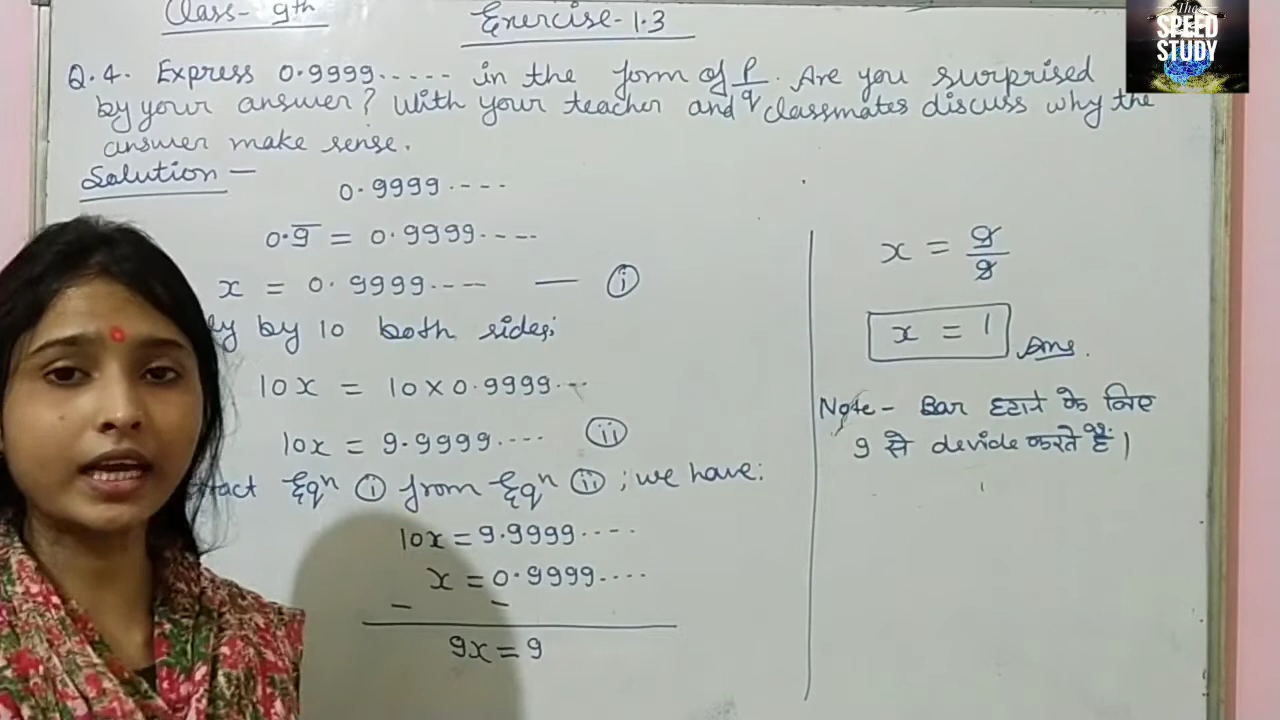 Class- 9th
Exercise-1.3
The
SPEED
STUDY
Q.4. Express 0.9999..... in the form of p/q. Are you surprised
by your answer? With your teacher and classmates discuss why the
answer make sense.
Solution -
0.9999....
0.9̅ = 0.9999....
x = 0.9999.... — (i)
by 10 both sides;
10x = 10×0.9999...
10x = 9.9999.... (ii)
Eqⁿ (i) from Eqⁿ (ii); we have:
10x = 9.9999....
x = 0.9999....
- -
9x = 9
x = 9/9
x = 1 Ans.
Note- Bar हटाने के लिए
9 से devide करते हैं।